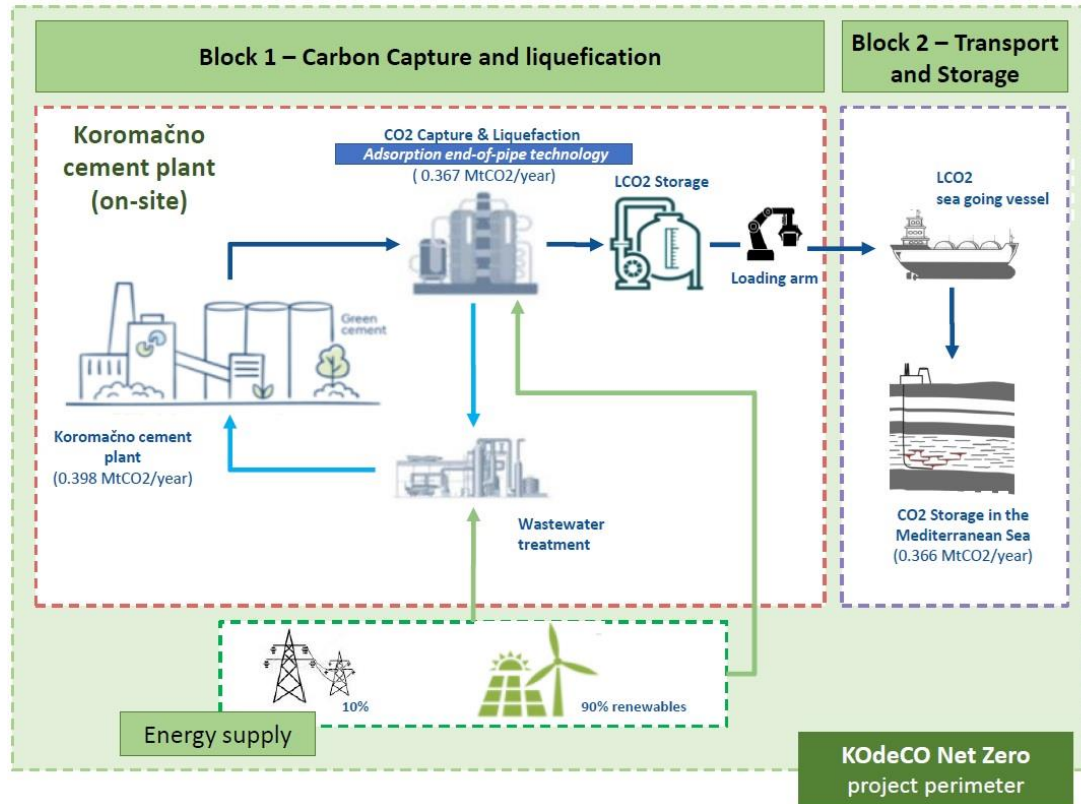 Block 1 – Carbon Capture and liquefication
Block 2 – Transport
and Storage
Koromačno
cement plant
(on-site)
CO2 Capture & Liquefaction
Adsorption end-of-pipe technology
( 0.367 MtCO2/year)
LCO2 Storage
Loading arm
LCO2
sea going vessel
Green
cement
Koromačno cement
plant
(0.398 MtCO2/year)
Wastewater
treatment
CO2 Storage in the
Mediterranean Sea
(0.366 MtCO2/year)
10%
90% renewables
Energy supply
KOdeCO Net Zero
project perimeter